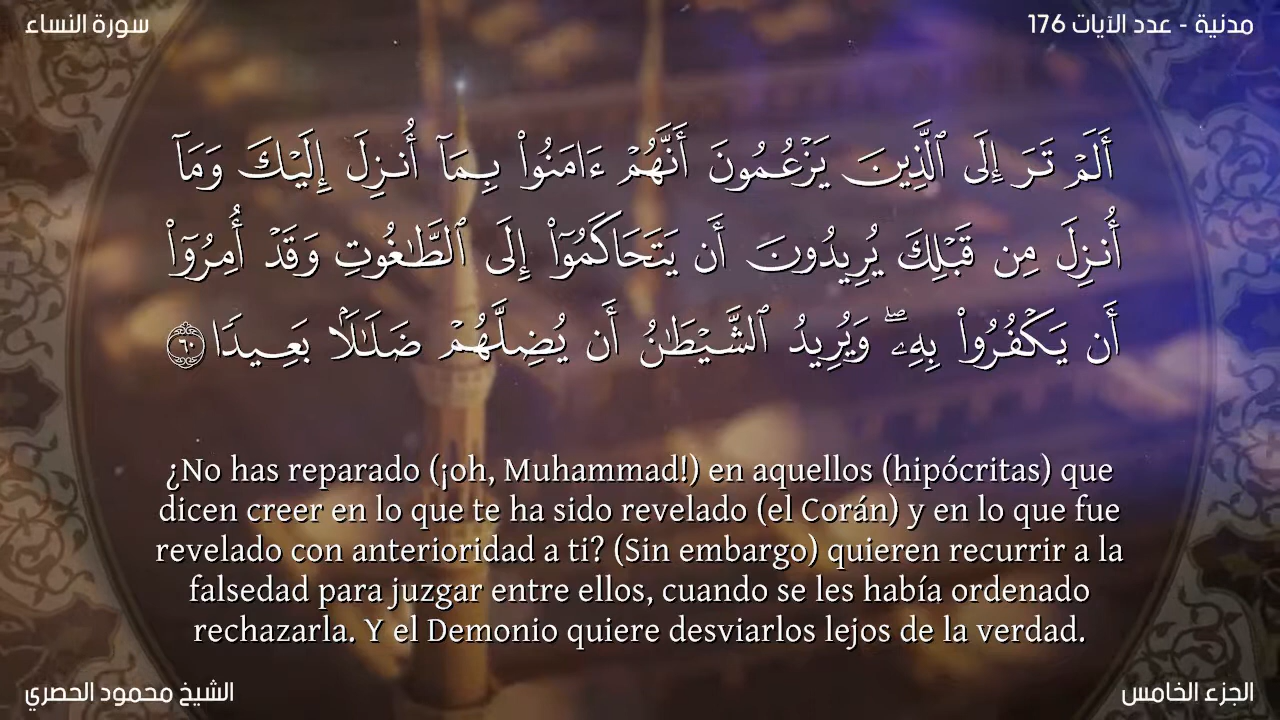 سورة النساء
مدنية - عدد الآيات 176
أَلَمۡ تَرَ إِلَى ٱلَّذِينَ يَزۡعُمُونَ أَنَّهُمۡ ءَامَنُواْ بِمَآ أُنزِلَ إِلَيۡكَ وَمَآ
أُنزِلَ مِن قَبۡلِكَ يُرِيدُونَ أَن يَتَحَاكَمُوٓاْ إِلَى ٱلطَّٰغُوتِ وَقَدۡ أُمِرُوٓاْ
أَن يَكۡفُرُواْ بِهِۦۖ وَيُرِيدُ ٱلشَّيۡطَٰنُ أَن يُضِلَّهُمۡ ضَلَٰلَۢا بَعِيدٗا ٦٠
¿No has reparado (¡oh, Muhammad!) en aquellos (hipócritas) que
dicen creer en lo que te ha sido revelado (el Corán) y en lo que fue
revelado con anterioridad a ti? (Sin embargo) quieren recurrir a la
falsedad para juzgar entre ellos, cuando se les había ordenado
rechazarla. Y el Demonio quiere desviarlos lejos de la verdad.
الشيخ محمود الحصري
الجزء الخامس